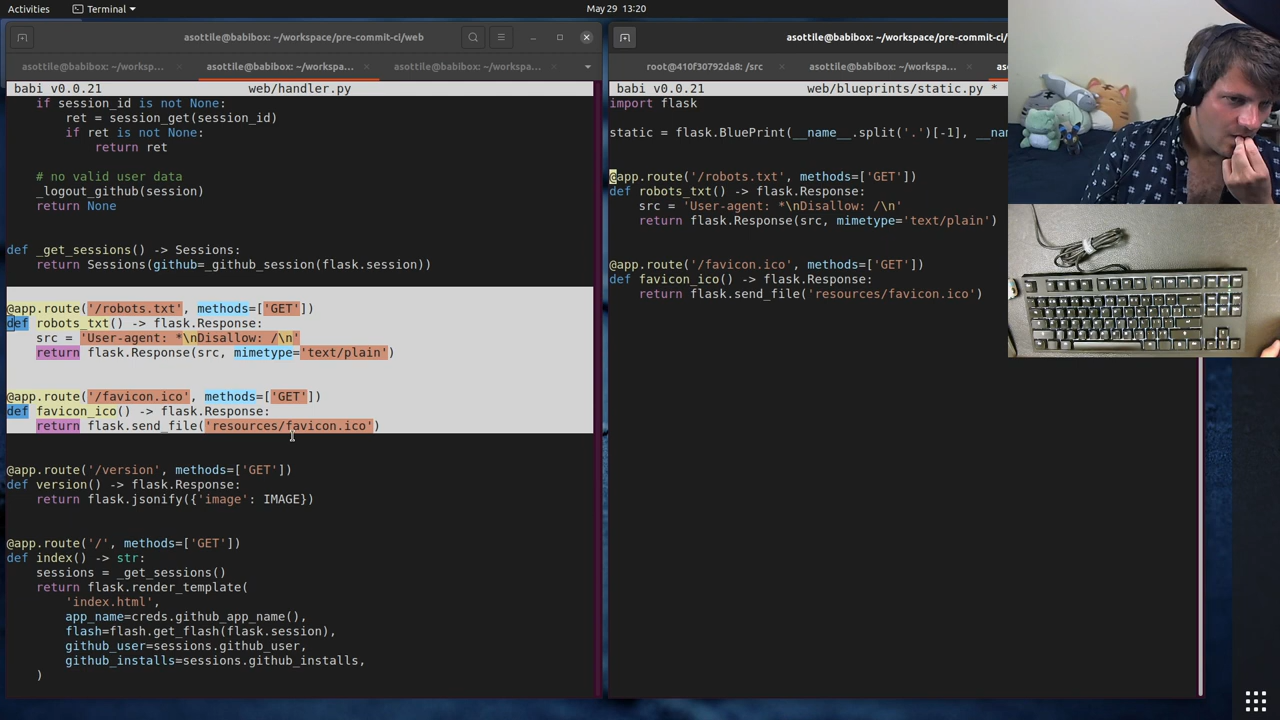 Activities
Terminal
May 29 13:20
asottile@babibox: ~/workspace/pre-commit-ci/web
asottile@babibox: ~/worksp...
asottile@babibox: ~/workspa...
asottile@babibox: ~/workspa...
babi v0.0.21 web/handler.py
if session_id is not None:
ret = session_get(session_id)
if ret is not None:
return ret
# no valid user data
_logout_github(session)
return None
def _get_sessions() -> Sessions:
return Sessions(github=_github_session(flask.session))
@app.route('/robots.txt', methods=['GET'])
def robots_txt() -> flask.Response:
src = 'User-agent: *\nDisallow: /\n'
return flask.Response(src, mimetype='text/plain')
@app.route('/favicon.ico', methods=['GET'])
def favicon_ico() -> flask.Response:
return flask.send_file('resources/favicon.ico')
@app.route('/version', methods=['GET'])
def version() -> flask.Response:
return flask.jsonify({'image': IMAGE})
@app.route('/', methods=['GET'])
def index() -> str:
sessions = _get_sessions()
return flask.render_template(
'index.html',
app_name=creds.github_app_name(),
flash=flash.get_flash(flask.session),
github_user=sessions.github_user,
github_installs=sessions.github_installs,
)
asottile@babibox: ~/workspace/pre-commit-ci/
root@410f30792da8: /src
asottile@babibox: ~/workspa...
babi v0.0.21 web/blueprints/static.py *
import flask
static = flask.BluePrint(__name__.split('.')[-1],
@app.route('/robots.txt', methods=['GET'])
def robots_txt() -> flask.Response:
src = 'User-agent: *\nDisallow: /\n'
return flask.Response(src, mimetype='text/plain')
@app.route('/favicon.ico', methods=['GET'])
def favicon_ico() -> flask.Response:
return flask.send_file('resources/favicon.ico')